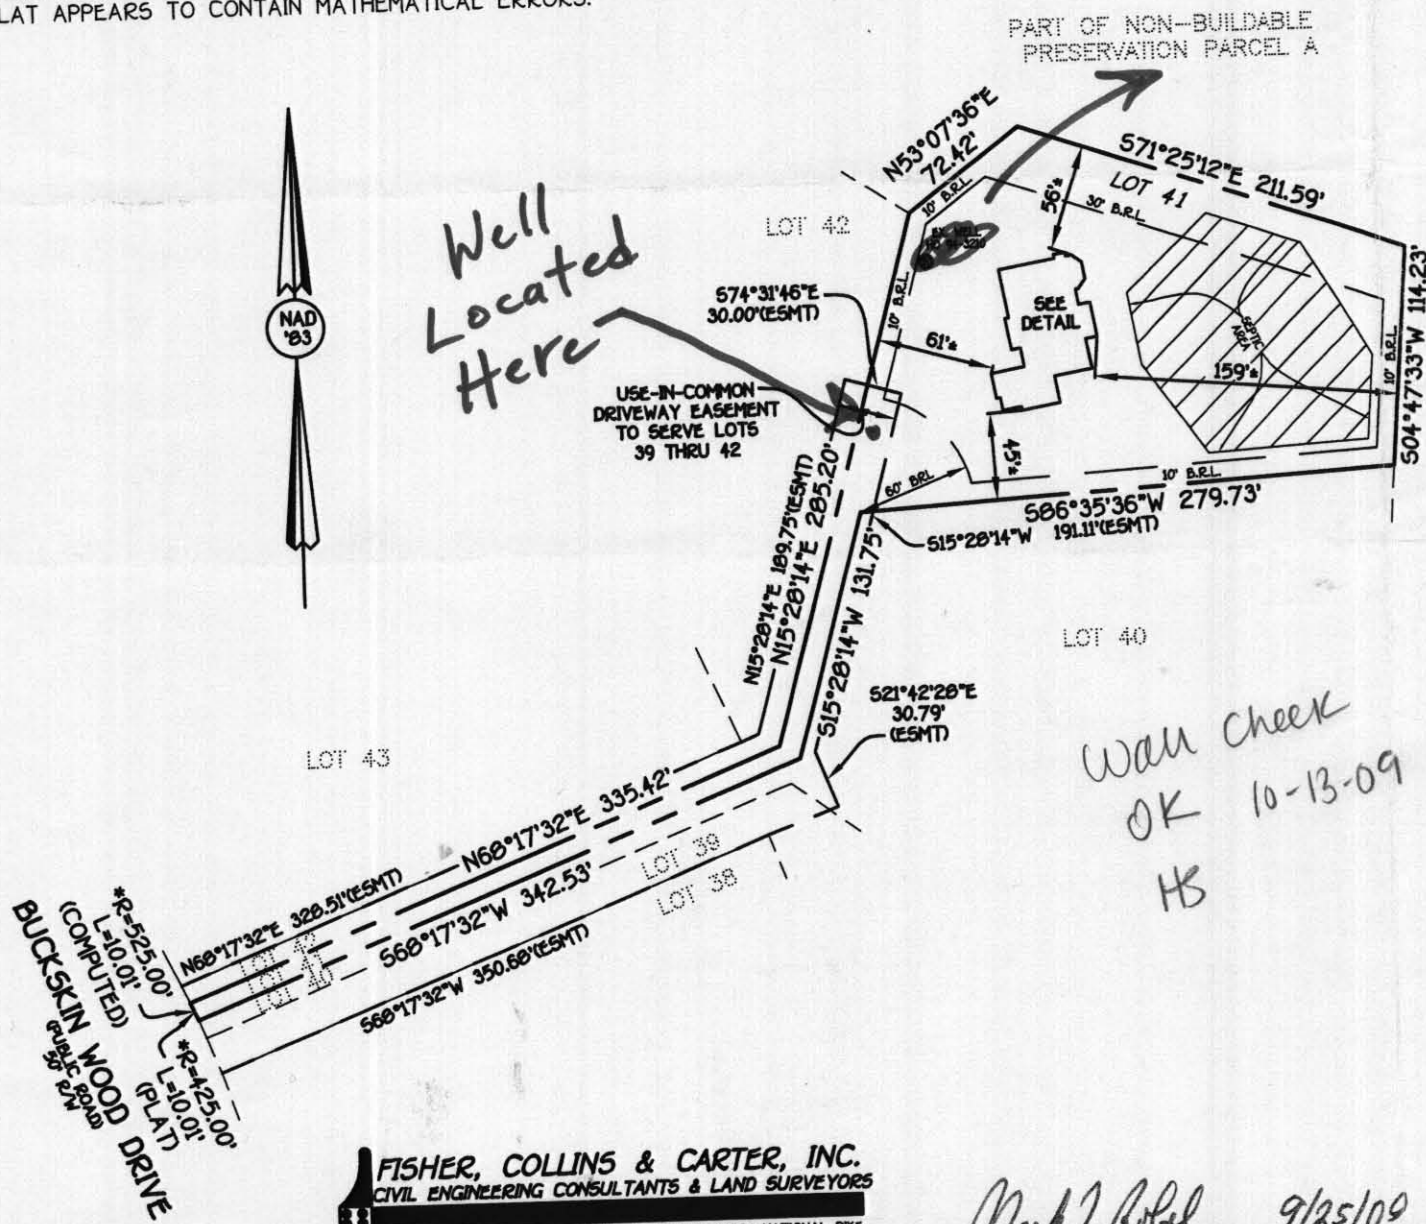 LAT APPEARS TO CONTAIN MATHEMATICAL ERRORS.
PART OF NON-BUILDABLE
PRESERVATION PARCEL A
NAD
'83
Well
Located
Here
LOT 42
N53°07'36"E
72.42'
10' B.R.L.
S71°25'12"E 211.59'
LOT 41
30' B.R.L.
56'±
EX. WELL
S74°31'46"E
30.00'(ESMT)
10' B.R.L.
61'±
SEE
DETAIL
SEPTIC
AREA
159'±
10' B.R.L.
S04°47'33"W 114.23'
USE-IN-COMMON
DRIVEWAY EASEMENT
TO SERVE LOTS
39 THRU 42
45'±
60' BRL
10' B.R.L.
S86°35'36"W 279.73'
S15°28'14"W 191.11'(ESMT)
N15°28'14"E 189.75'(ESMT)
N15°28'14"E 285.20'
S15°28'14"W 131.75'
LOT 40
S21°42'28"E
30.79'
(ESMT)
LOT 43
Wall Check
OK 10-13-09
HS
N68°17'32"E 335.42'
N68°17'32"E 328.51'(ESMT)
S68°17'32"W 342.53'
LOT 39
LOT 38
S68°17'32"W 350.68'(ESMT)
*R=525.00'
L=10.01'
(COMPUTED)
*R=425.00'
L=10.01'
(PLAT)
BUCKSKIN WOOD DRIVE
(PUBLIC ROAD)
50' R/W
FISHER, COLLINS & CARTER, INC.
CIVIL ENGINEERING CONSULTANTS & LAND SURVEYORS
9/25/09